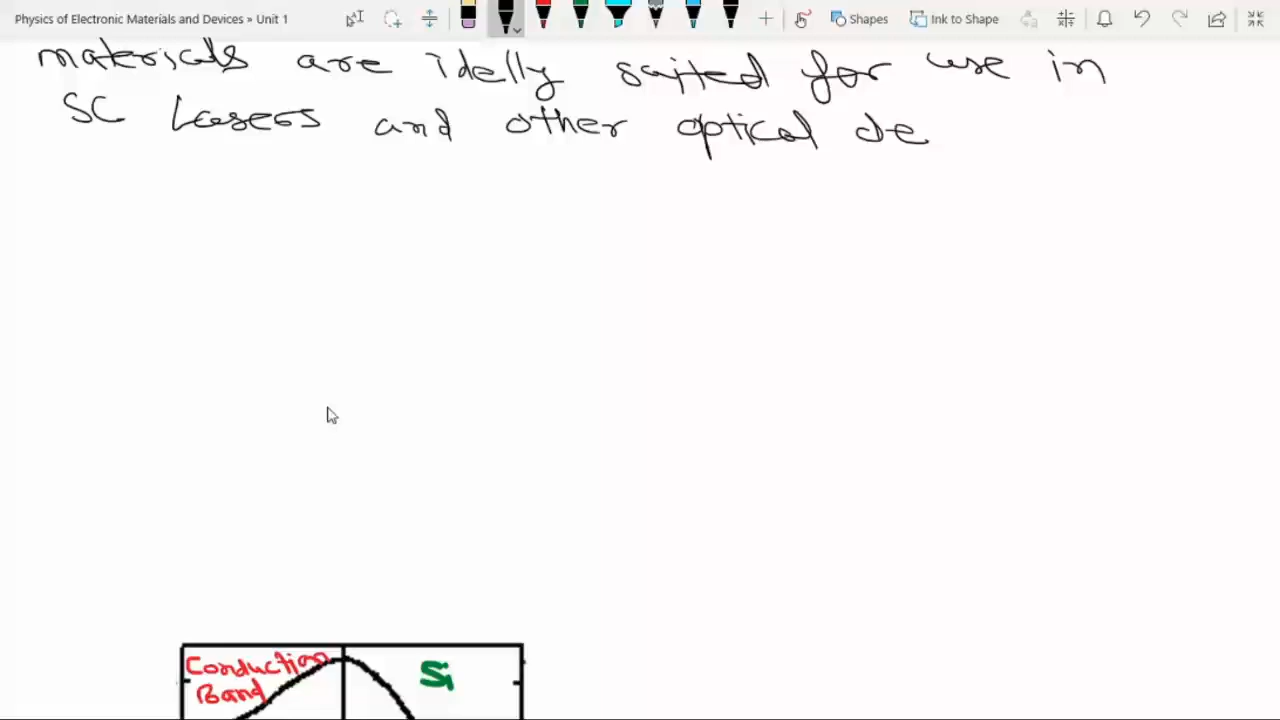 Physics of Electronic Materials and Devices » Unit 1
Shapes
Ink to Shape
materials are idelly suited for use in
SC Lasers and other optical de
Conduction
Band
Si